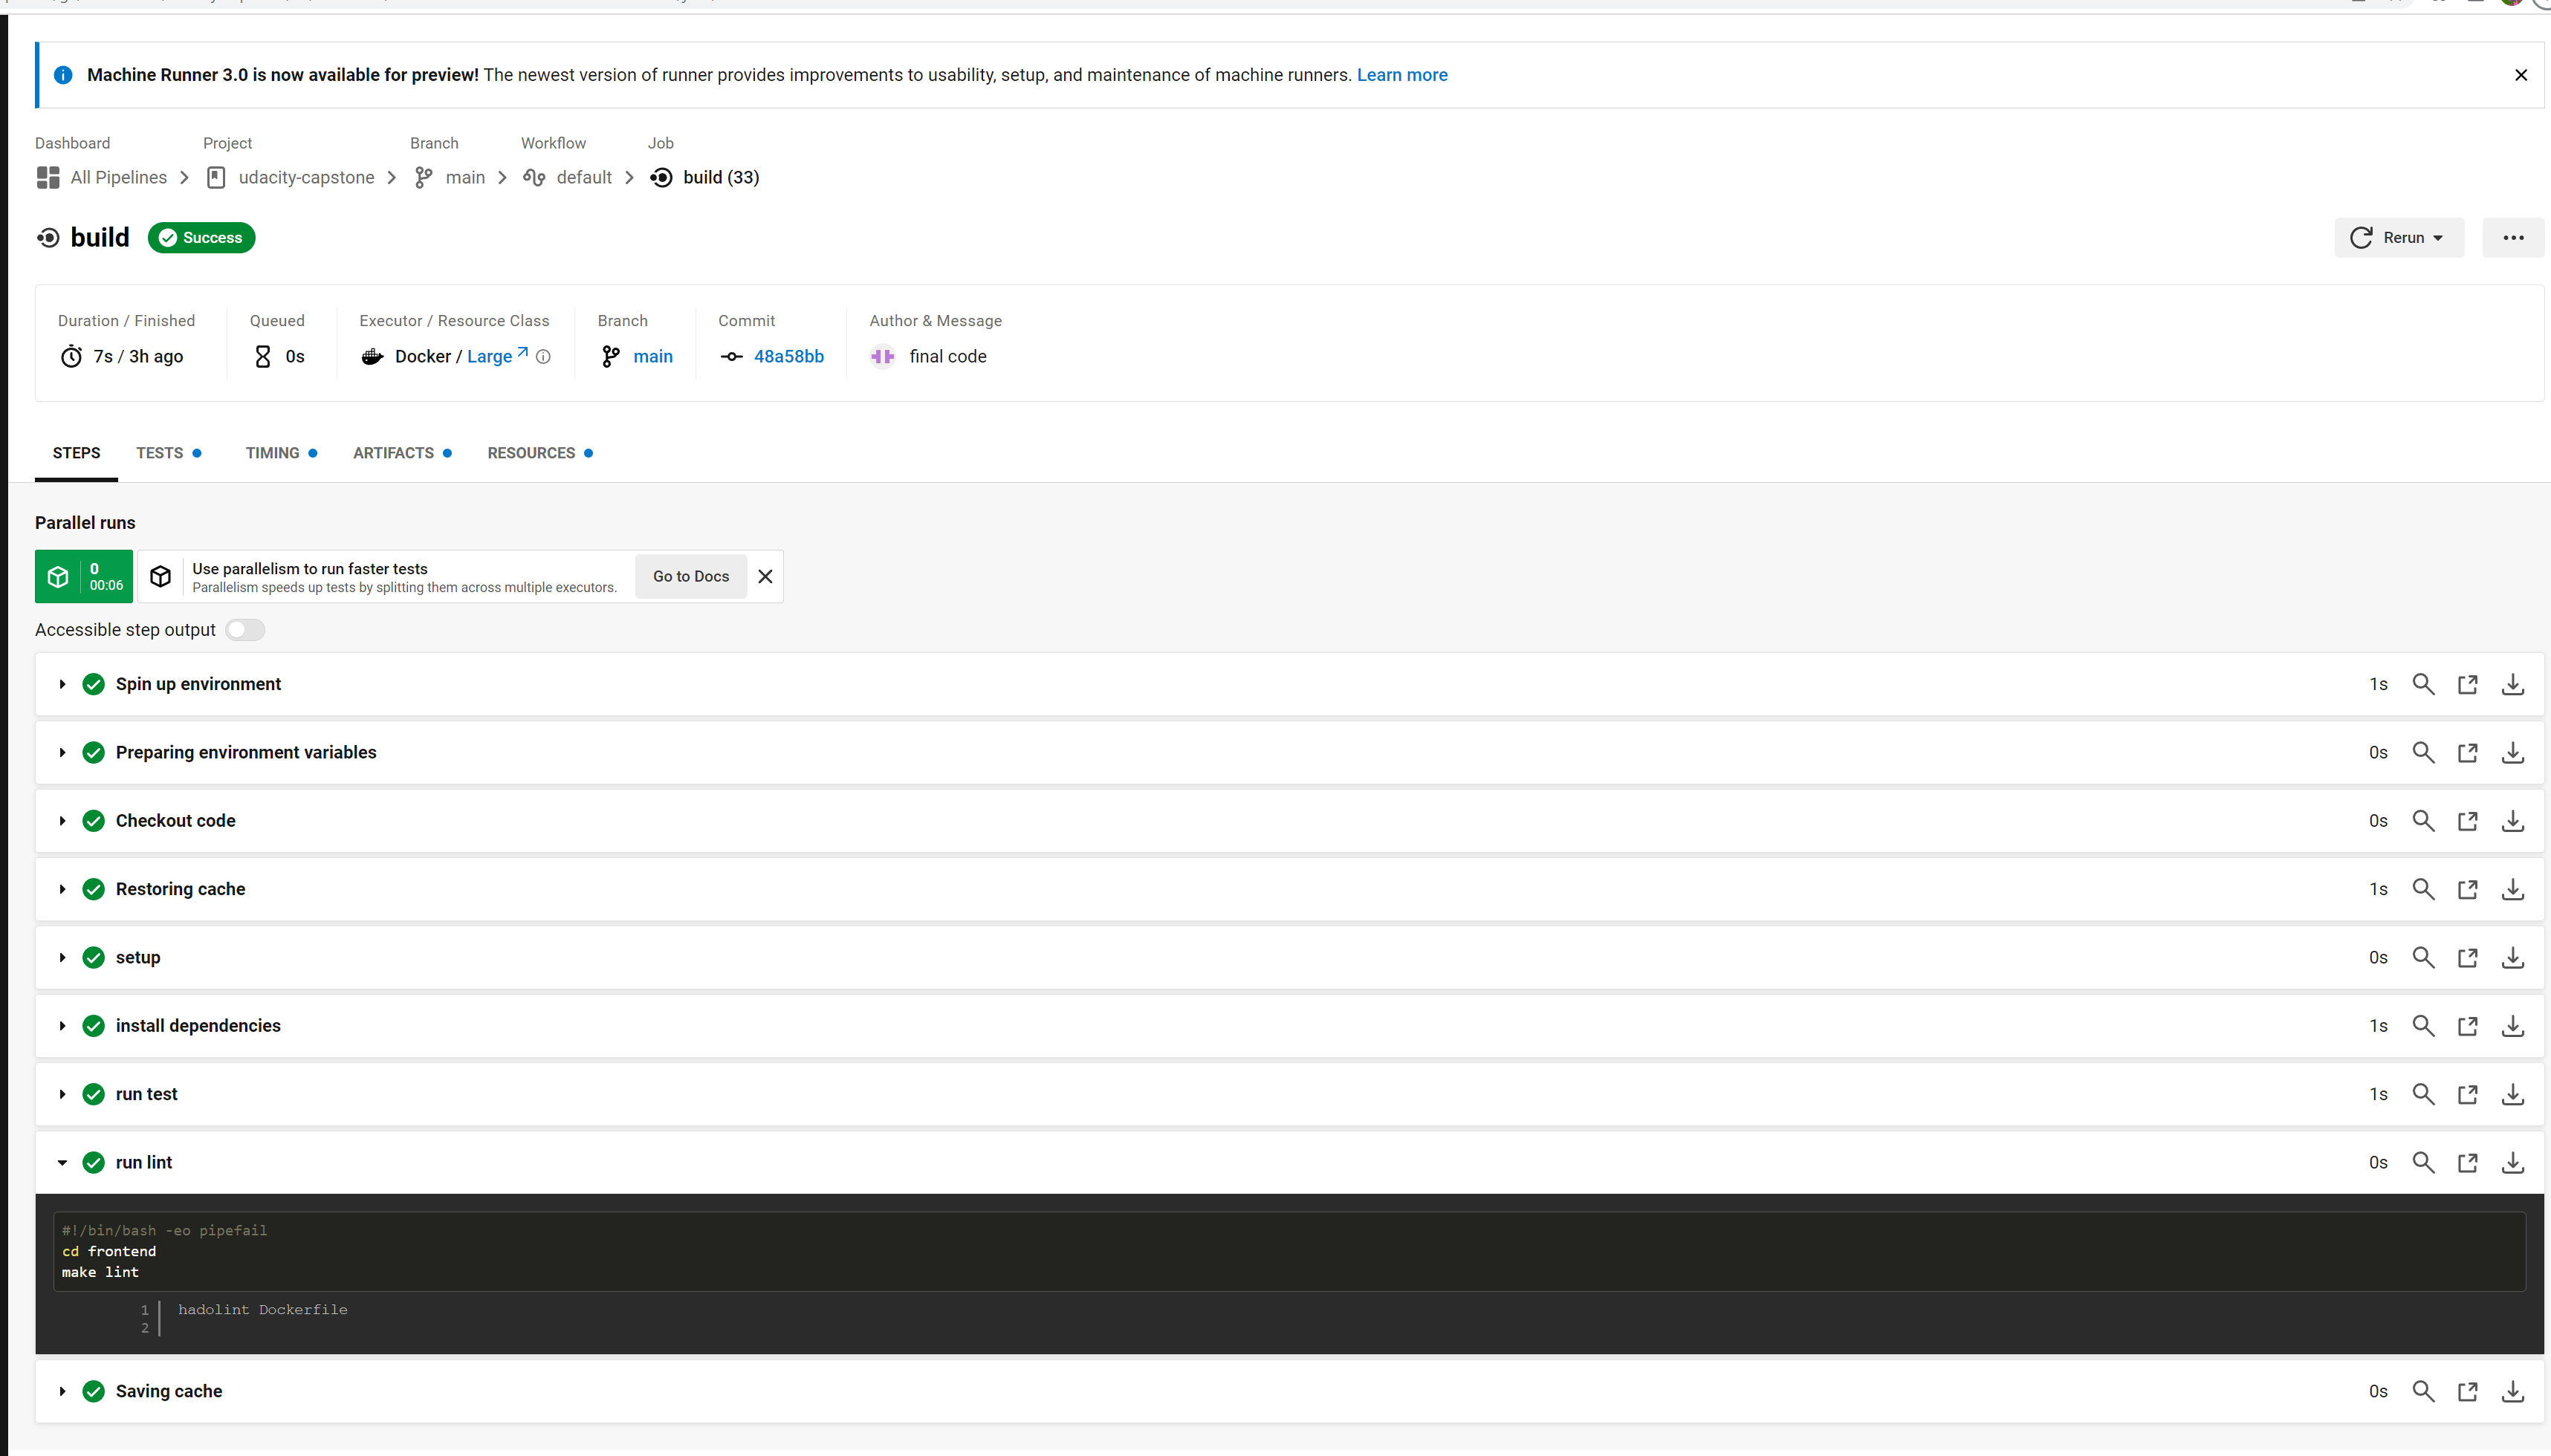 Machine Runner 3.0 is now available for preview! The newest version of runner provides improvements to usability, setup, and maintenance of machine runners. Learn more
Dashboard Project Branch Workflow Job
All Pipelines udacity-capstone main default build (33)
build Success Rerun
Duration / Finished Queued Executor / Resource Class Branch Commit Author & Message
7s / 3h ago 0s Docker / Large main 48a58bb final code
STEPS TESTS TIMING ARTIFACTS RESOURCES
Parallel runs
0
00:06
Use parallelism to run faster tests
Parallelism speeds up tests by splitting them across multiple executors.
Go to Docs
Accessible step output
Spin up environment 1s
Preparing environment variables 0s
Checkout code 0s
Restoring cache 1s
setup 0s
install dependencies 1s
run test 1s
run lint 0s
#!/bin/bash -eo pipefail
cd frontend
make lint
1 hadolint Dockerfile
2
Saving cache 0s